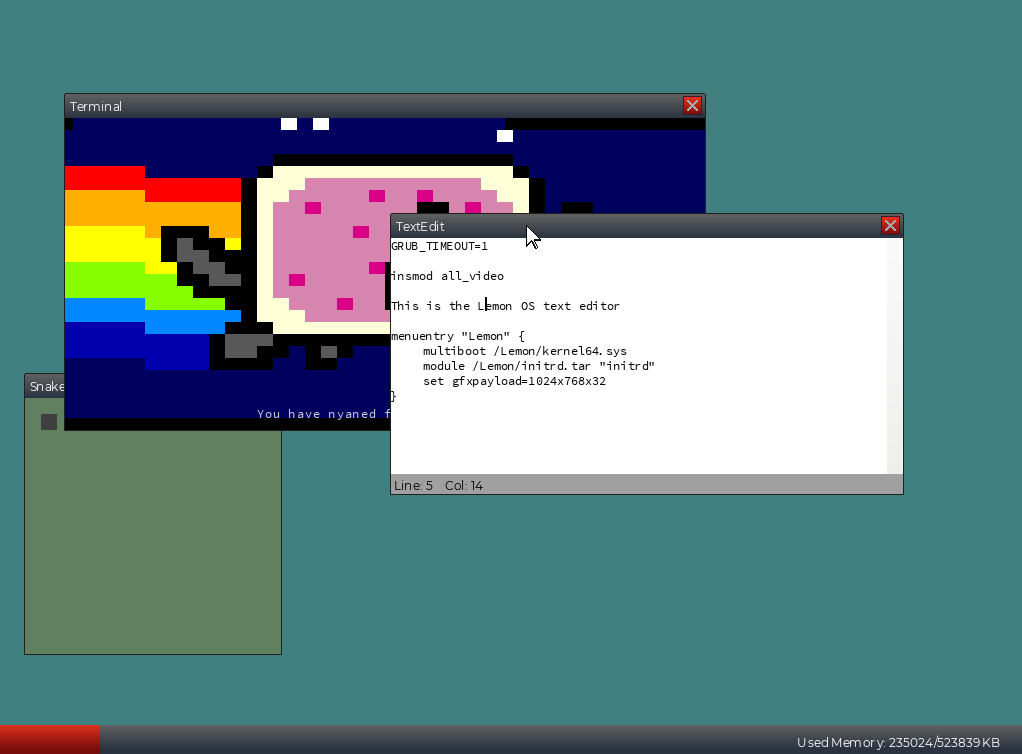 Terminal
TextEdit
GRUB_TIMEOUT=1
insmod all_video
This is the Lemon OS text editor
menuentry "Lemon" {
multiboot /Lemon/kernel64.sys
module /Lemon/initrd.tar "initrd"
set gfxpayload=1024x768x32
}
Snake
You have nyaned f
Line: 5 Col: 14
Used Memory: 235024/523839 KB